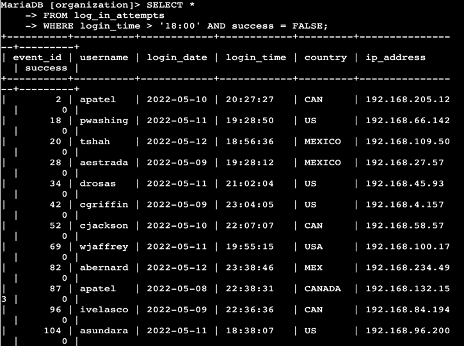 MariaDB [organization]> SELECT *
    -> FROM log_in_attempts
    -> WHERE login_time > '18:00' AND success = FALSE;
+----------+----------+------------+------------+---------+--------------
--+---------+
| event_id | username | login_date | login_time | country | ip_address
  | success |
+----------+----------+------------+------------+---------+--------------
--+---------+
|        2 | apatel   | 2022-05-10 | 20:27:27   | CAN     | 192.168.205.12
  |       0 |
|       18 | pwashing | 2022-05-11 | 19:28:50   | US      | 192.168.66.142
  |       0 |
|       20 | tshah    | 2022-05-12 | 18:56:36   | MEXICO  | 192.168.109.50
  |       0 |
|       28 | aestrada | 2022-05-09 | 19:28:12   | MEXICO  | 192.168.27.57
  |       0 |
|       34 | drosas   | 2022-05-11 | 21:02:04   | US      | 192.168.45.93
  |       0 |
|       42 | cgriffin | 2022-05-09 | 23:04:05   | US      | 192.168.4.157
  |       0 |
|       52 | cjackson | 2022-05-10 | 22:07:07   | CAN     | 192.168.58.57
  |       0 |
|       69 | wjaffrey | 2022-05-11 | 19:55:15   | USA     | 192.168.100.17
  |       0 |
|       82 | abernard | 2022-05-12 | 23:38:46   | MEX     | 192.168.234.49
  |       0 |
|       87 | apatel   | 2022-05-08 | 22:38:31   | CANADA  | 192.168.132.15
3 |       0 |
|       96 | ivelasco | 2022-05-09 | 22:36:36   | CAN     | 192.168.84.194
  |       0 |
|      104 | asundara | 2022-05-11 | 18:38:07   | US      | 192.168.96.200
  |       0 |